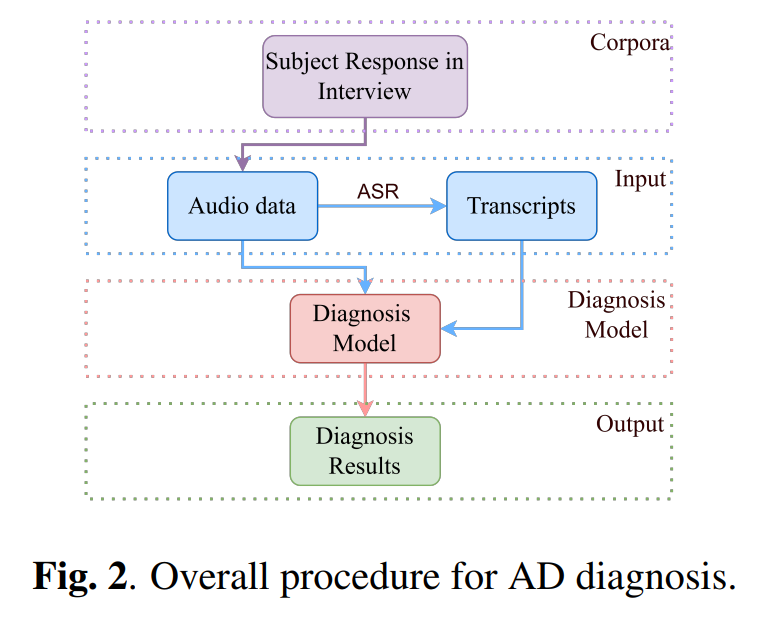 Corpora
Subject Response in
Interview
Input
Audio data
ASR
Transcripts
Diagnosis
Model
Diagnosis
Model
Output
Diagnosis
Results
Fig. 2. Overall procedure for AD diagnosis.